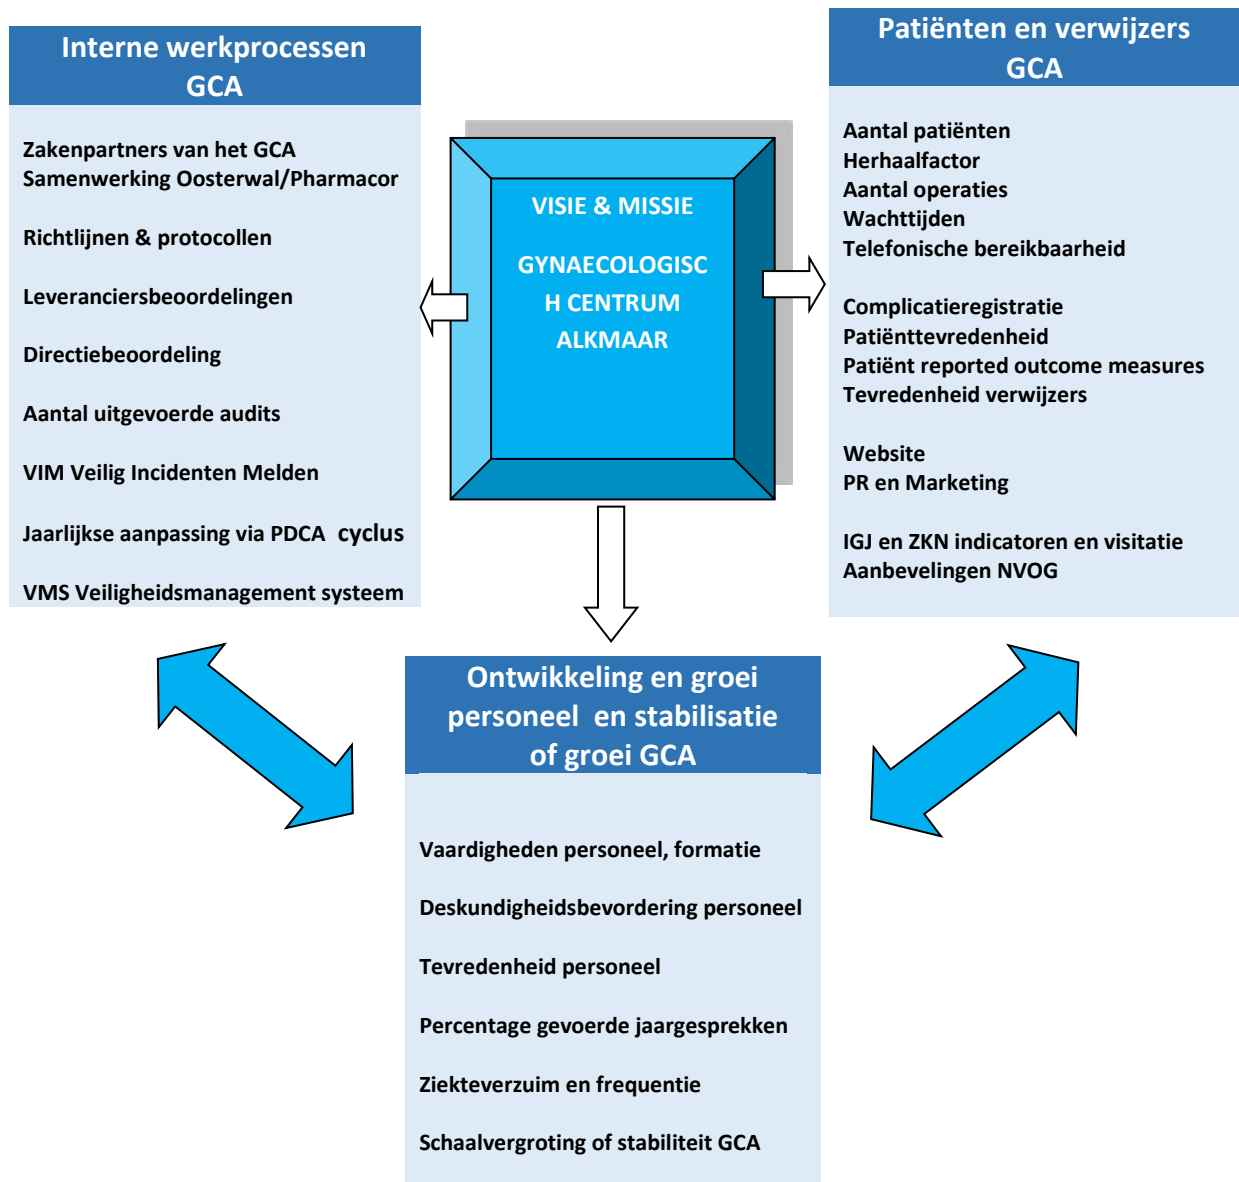 Interne werkprocessen
GCA
Zakenpartners van het GCA
Samenwerking Oosterwal/Pharmacor
Richtlijnen & protocollen
Leveranciersbeoordelingen
Directiebeoordeling
Aantal uitgevoerde audits
VIM Veilig Incidenten Melden
Jaarlijkse aanpassing via PDCA cyclus
VMS Veiligheidsmanagement systeem
VISIE & MISSIE
GYNAECOLOGISC
H CENTRUM
ALKMAAR
Patiënten en verwijzers
GCA
Aantal patiënten
Herhaalfactor
Aantal operaties
Wachttijden
Telefonische bereikbaarheid
Complicatieregistratie
Patiënttevredenheid
Patiënt reported outcome measures
Tevredenheid verwijzers
Website
PR en Marketing
IGJ en ZKN indicatoren en visitatie
Aanbevelingen NVOG
Ontwikkeling en groei
personeel en stabilisatie
of groei GCA
Vaardigheden personeel, formatie
Deskundigheidsbevordering personeel
Tevredenheid personeel
Percentage gevoerde jaargesprekken
Ziekteverzuim en frequentie
Schaalvergroting of stabiliteit GCA